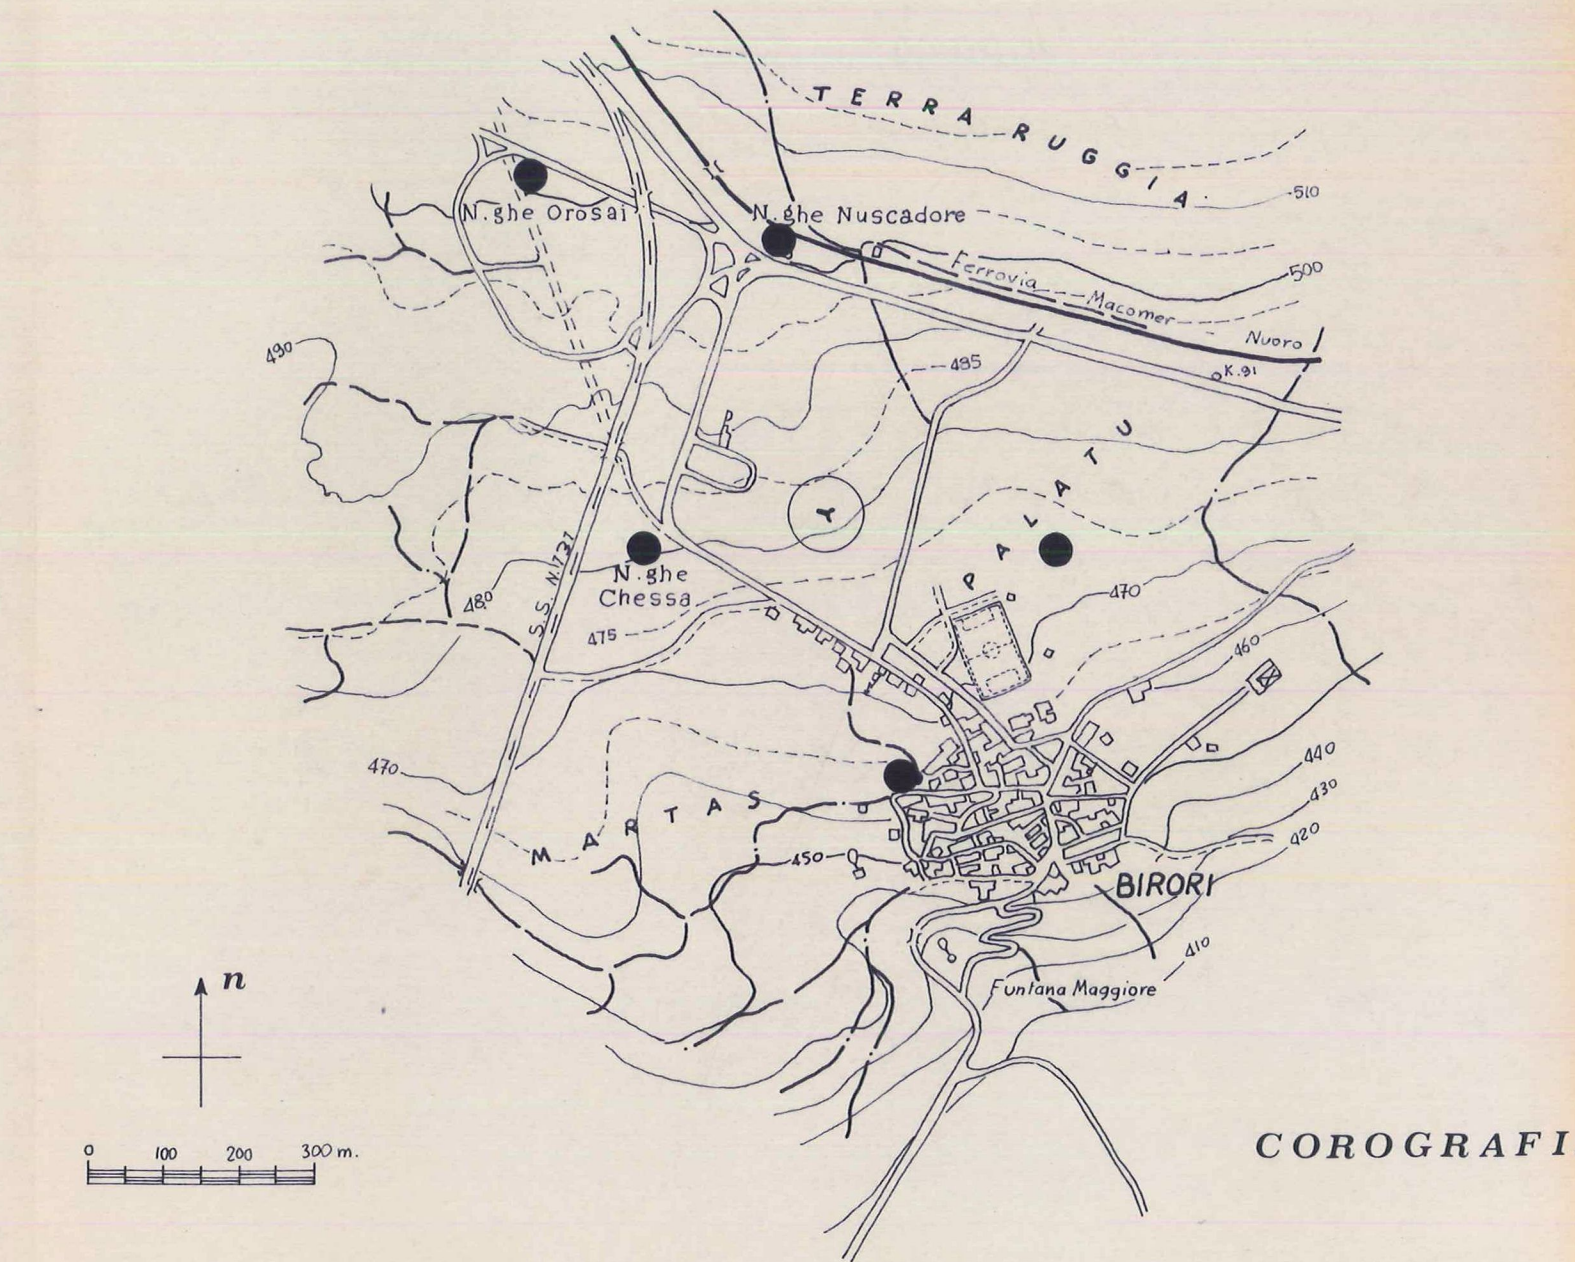 TERRA RUGGIA
510
N.ghe Orosai
N.ghe Nuscadore
500
Ferrovia Macomer Nuoro
490
485
K.91
PALATU
S.S. N.131
N.ghe
Chessa
480
475
470
460
470
MARTAS
440
430
420
450
BIRORI
410
n
Funtana Maggiore
0 100 200 300 m.
COROGRAFI